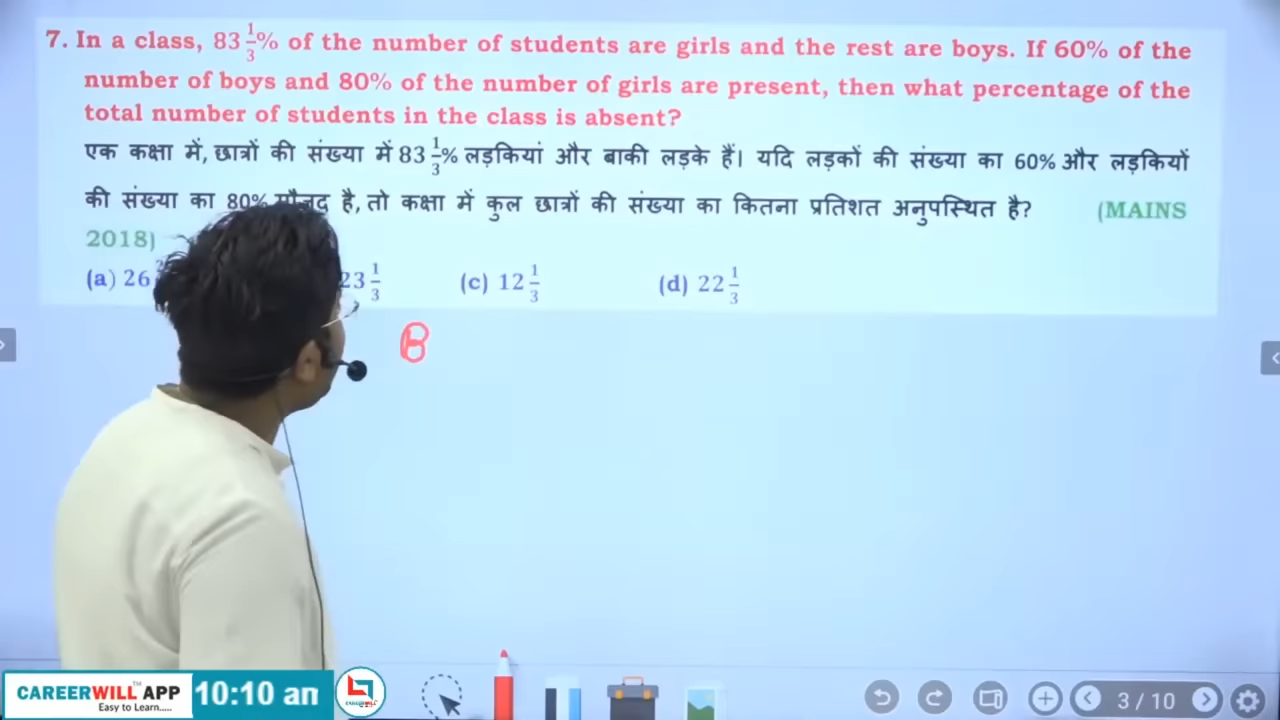 7. In a class, 83 1/3% of the number of students are girls and the rest are boys. If 60% of the
number of boys and 80% of the number of girls are present, then what percentage of the
total number of students in the class is absent?
एक कक्षा में, छात्रों की संख्या में 83 1/3% लड़कियां और बाकी लड़के हैं। यदि लड़कों की संख्या का 60% और लड़कियों
की संख्या का 80% मौजूद है, तो कक्षा में कुल छात्रों की संख्या का कितना प्रतिशत अनुपस्थित है? (MAINS
2018)
(a) 26 23 1/3 (c) 12 1/3 (d) 22 1/3
B
CAREERWILL APP
Easy to Learn.....
10:10 an
CAREERWILL
3 / 10